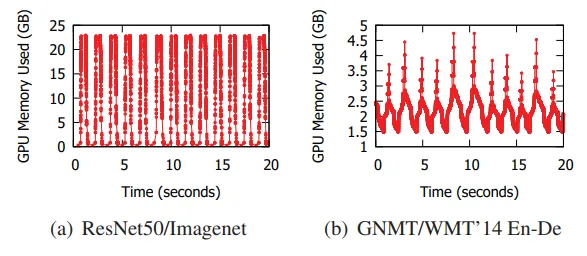 GPU Memory Used (GB)
25
20
15
10
5
0
0 5 10 15 20
Time (seconds)
(a) ResNet50/Imagenet
GPU Memory Used (GB)
5
4.5
4
3.5
3
2.5
2
1.5
1
0 5 10 15 20
Time (seconds)
(b) GNMT/WMT’14 En-De